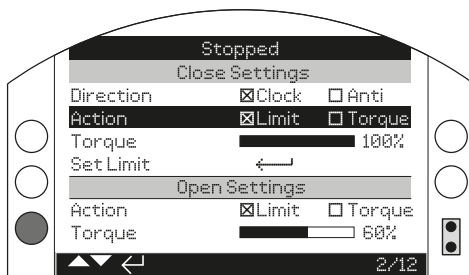 Stopped
Close Settings
Direction ☒Clock ☐Anti
Action ☒Limit ☐Torque
Torque 100%
Set Limit
Open Settings
Action ☒Limit ☐Torque
Torque 60%
2/12